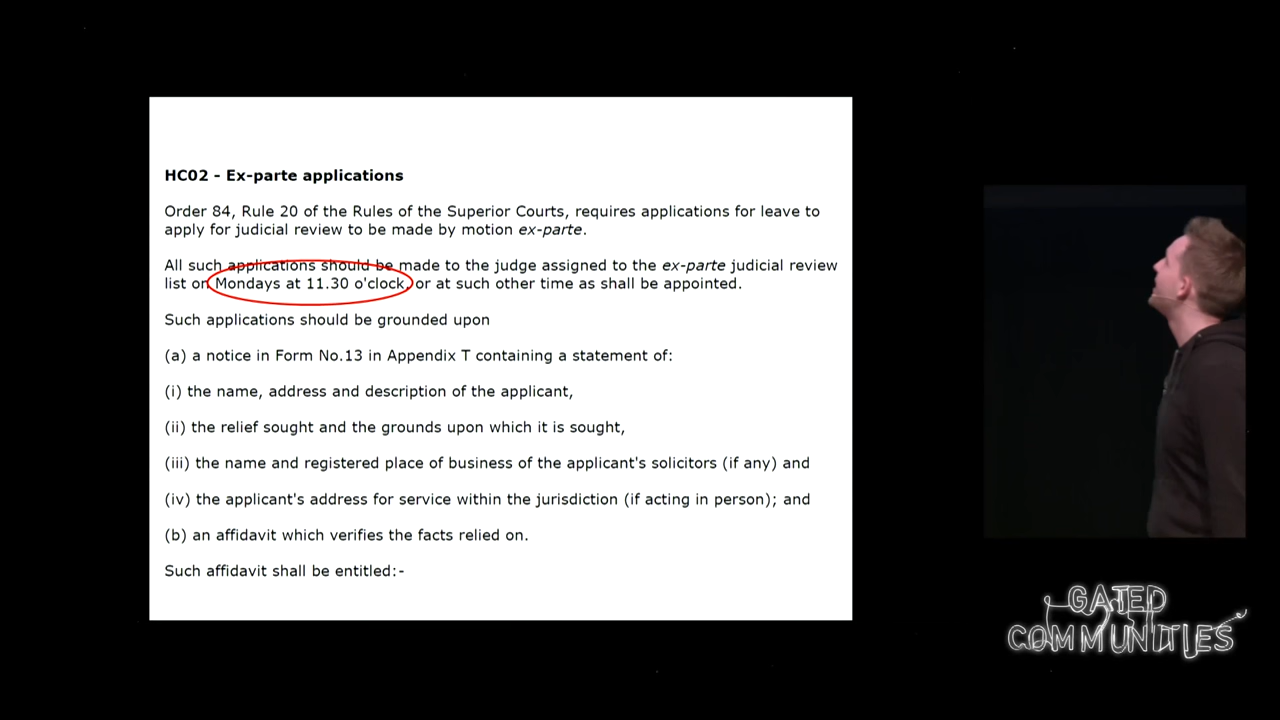 HC02 - Ex-parte applications
Order 84, Rule 20 of the Rules of the Superior Courts, requires applications for leave to
apply for judicial review to be made by motion ex-parte.
All such applications should be made to the judge assigned to the ex-parte judicial review
list on Mondays at 11.30 o'clock, or at such other time as shall be appointed.
Such applications should be grounded upon
(a) a notice in Form No.13 in Appendix T containing a statement of:
(i) the name, address and description of the applicant,
(ii) the relief sought and the grounds upon which it is sought,
(iii) the name and registered place of business of the applicant's solicitors (if any) and
(iv) the applicant's address for service within the jurisdiction (if acting in person); and
(b) an affidavit which verifies the facts relied on.
Such affidavit shall be entitled:-
GATED
COMMUNITIES